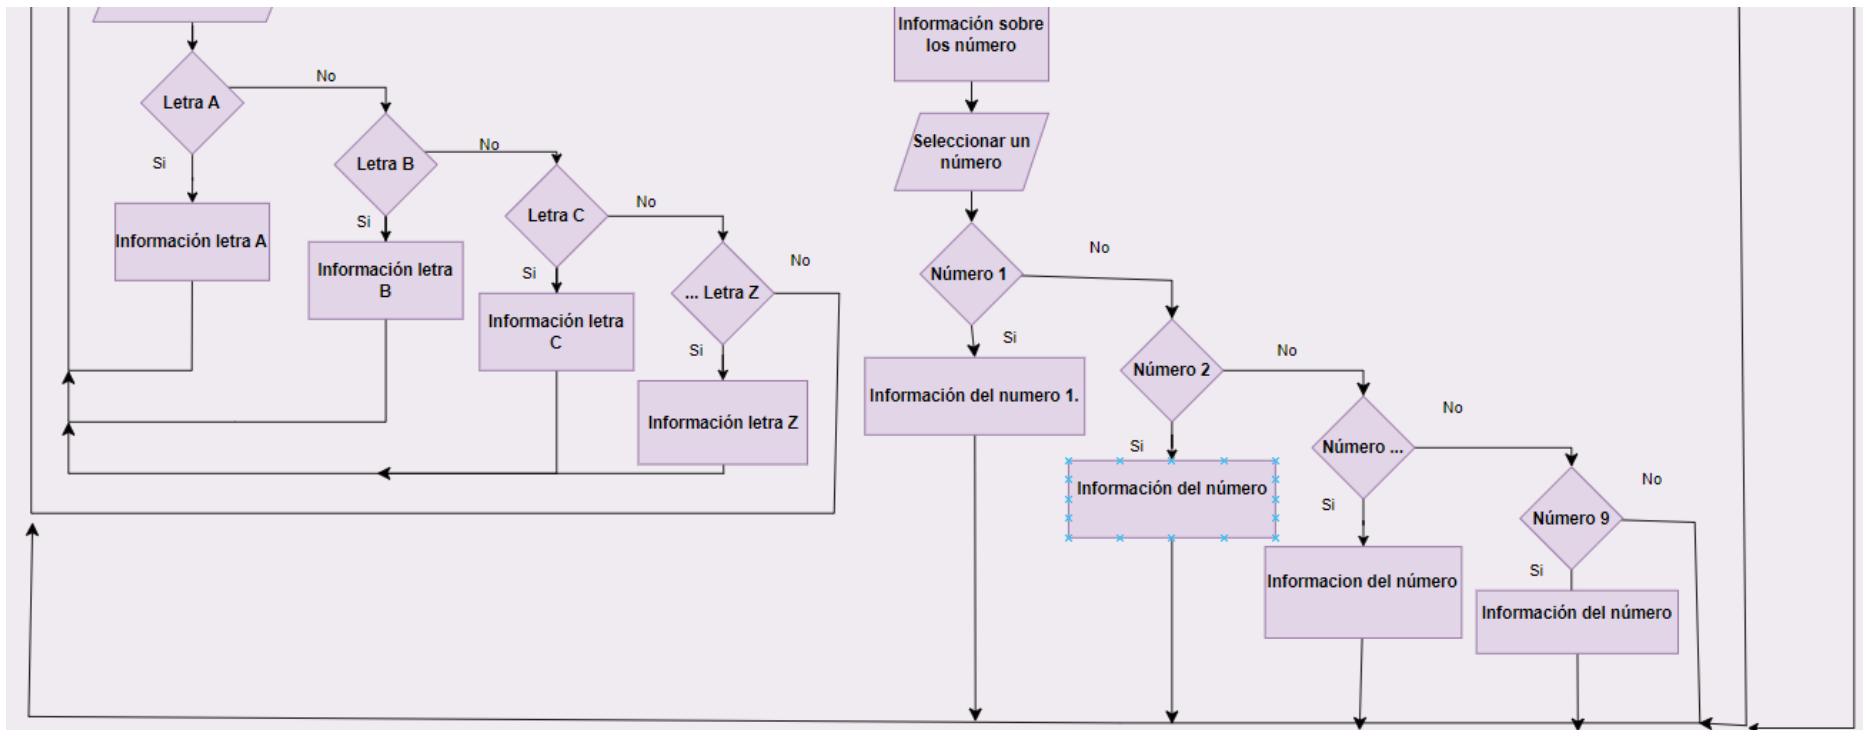 No
Letra A
Si
Información letra A
No
Letra B
Si
Información letra
B
No
Letra C
Si
Información letra
C
No
... Letra Z
Si
Información letra Z
Información sobre
los número
Seleccionar un
número
Número 1
No
Si
Información del numero 1.
Número 2
No
Si
Información del número
Número ...
No
Si
Informacion del número
Número 9
No
Si
Información del número